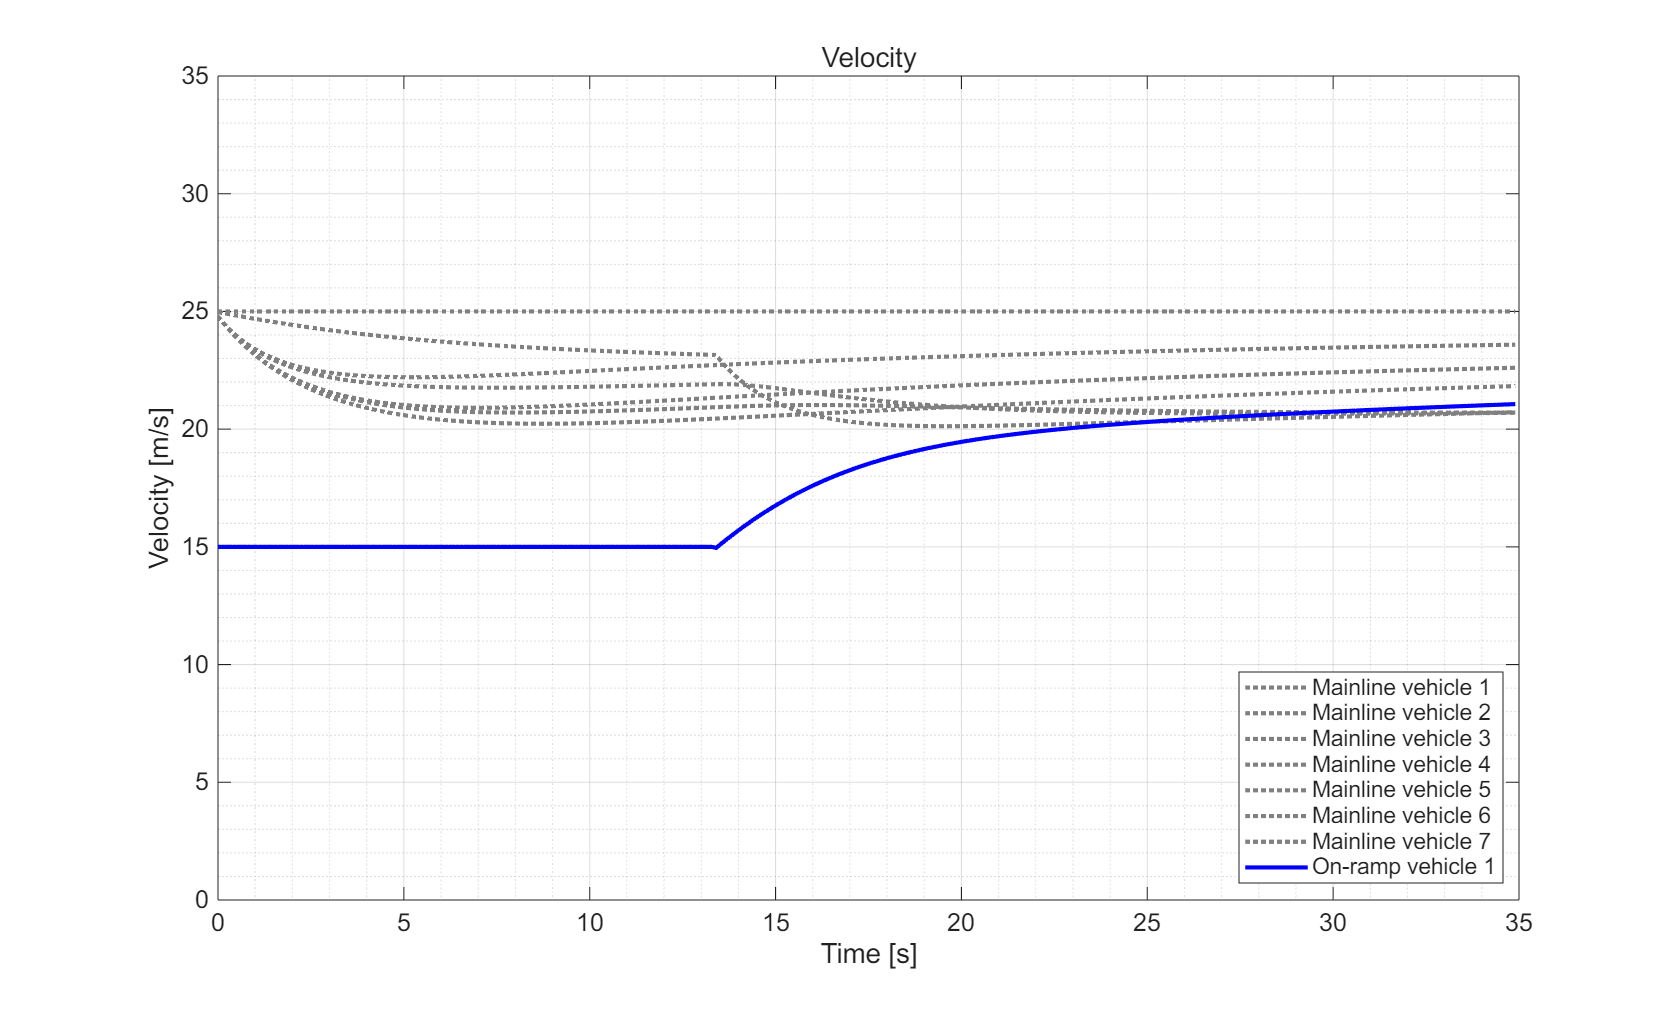 Velocity
35
30
25
20
15
10
5
0
Velocity [m/s]
0 5 10 15 20 25 30 35
Time [s]
Mainline vehicle 1
Mainline vehicle 2
Mainline vehicle 3
Mainline vehicle 4
Mainline vehicle 5
Mainline vehicle 6
Mainline vehicle 7
On-ramp vehicle 1